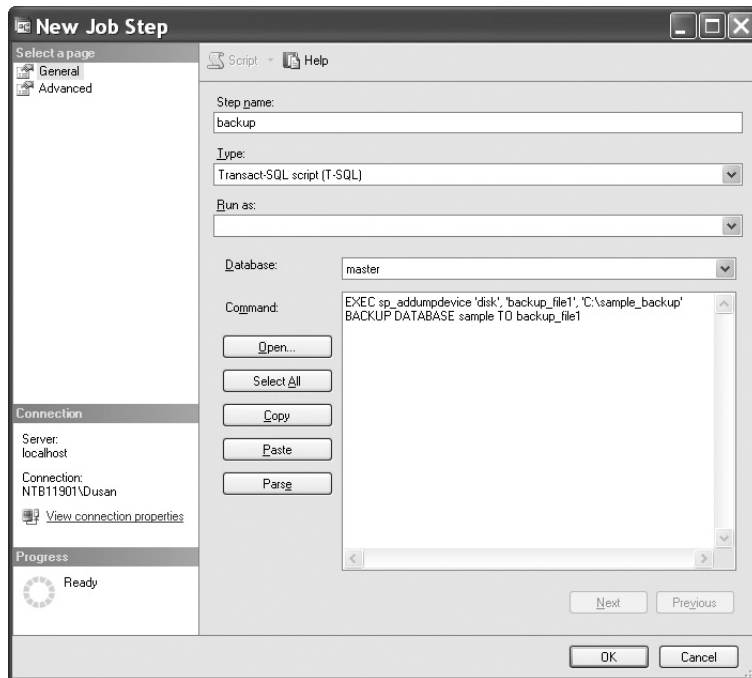 New Job Step
Select a page
General
Advanced
Script
Help
Step name:
backup
Type:
Transact-SQL script (T-SQL)
Run as:
Database:
master
Command:
EXEC sp_addumpdevice 'disk', 'backup_file1', 'C:\sample_backup'
BACKUP DATABASE sample TO backup_file1
Open...
Select All
Copy
Paste
Parse
Connection
Server:
localhost
Connection:
NTB11901\Dusan
View connection properties
Progress
Ready
Next
Previous
OK
Cancel